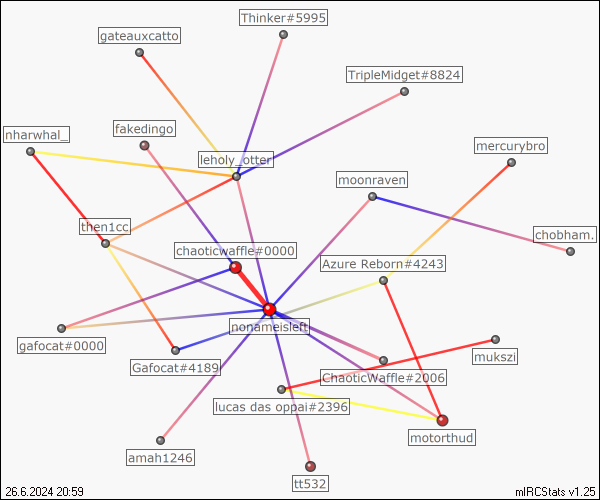 Thinker#5995
gateauxcatto
TripleMidget#8824
fakedingo
nharwhal_
mercurybro
leholy_otter
moonraven
then1cc
chobham.
chaoticwaffle#0000
Azure Reborn#4243
nonameisleft
gafocat#0000
mukszi
Gafocat#4189
ChaoticWaffle#2006
lucas das oppai#2396
motorthud
amah1246
tt532
26.6.2024 20:59
mIRCStats v1.25